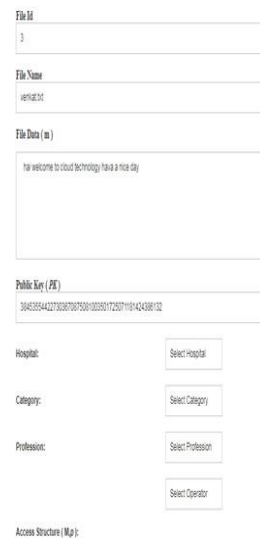 File Id
3
File Name
venkat.txt
File Data ( m )
hai welcome to cloud technology hava a nice day
Public Key ( PK )
Hospital:
Select Hospital
Category:
Select Category
Profession:
Select Profession
Select Operator
Access Structure ( M,p ):